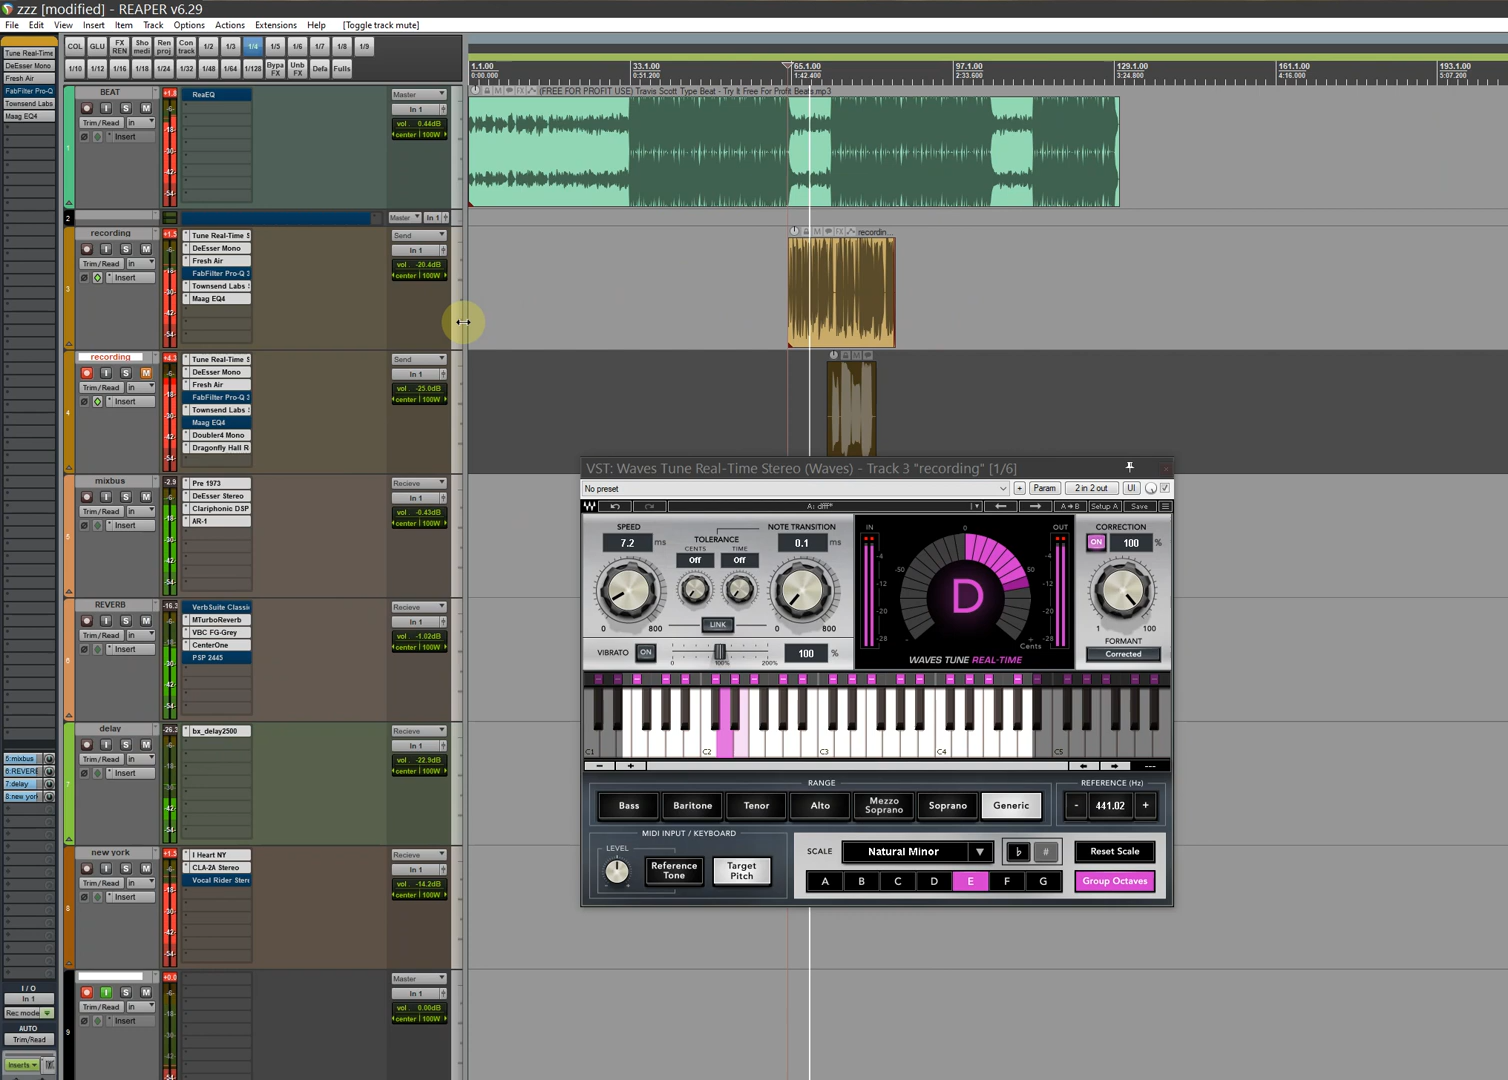 zzz [modified] - REAPER v6.29
File Edit View Insert Item Track Options Actions Extensions Help [Toggle track mute]
COL GLU FX REN Sho medi Ren proj Con track 1/2 1/3 1/4 1/5 1/6 1/7 1/8 1/9
1/10 1/12 1/16 1/18 1/24 1/32 1/48 1/64 1/128 Bypa FX Unb FX Defa Fulls
Tune Real-Time
DeEsser Mono
Fresh Air
FabFilter Pro-Q
Townsend Labs
Maag EQ4
1.1.00 33.1.00 65.1.00 97.1.00 129.1.00 161.1.00 193.1.00
0:00.000 0:51.200 1:42.400 2:33.600 3:24.800 4:16.000 5:07.200
(FREE FOR PROFIT USE) Travis Scott Type Beat - Try It Free For Profit Beats.mp3
1 BEAT ReaEQ Master
In 1
Trim/Read in vol 0.44dB
Insert center 100W
2 Master In 1
recording Tune Real-Time S Send
DeEsser Mono In 1
Trim/Read in Fresh Air vol -20.4dB
Insert FabFilter Pro-Q 3 center 100W
Townsend Labs
3 Maag EQ4
recordin...
recording Tune Real-Time S Send
DeEsser Mono In 1
Trim/Read in Fresh Air vol -25.0dB
Insert FabFilter Pro-Q 3 center 100W
4 Townsend Labs
Maag EQ4
Doubler4 Mono
Dragonfly Hall R
mixbus Pre 1973 Recieve
DeEsser Stereo In 1
Trim/Read in Clariphonic DSP vol -0.43dB
Insert AR-1 center 100W
REVERB VerbSuite Classi Recieve
MTurboReverb In 1
Trim/Read in VBC FG-Grey vol -1.02dB
Insert CenterOne center 100W
PSP 2445
delay bx_delay2500 Recieve
In 1
Trim/Read in vol -22.9dB
Insert center 100W
new york I Heart NY Recieve
CLA-2A Stereo In 1
Trim/Read in Vocal Rider Stere vol -14.2dB
Insert center 100W
Master
In 1
Trim/Read in vol 0.00dB
9 Insert center 100W
5:mixbus
6:REVERB
7:delay
8:new york
I / O
In 1
Rec mode
AUTO
Trim/Read
Inserts
VST: Waves Tune Real-Time Stereo (Waves) - Track 3 "recording" [1/6]
No preset + Param 2 in 2 out UI
A: dfff* A→B Setup A Save
SPEED TOLERANCE NOTE TRANSITION IN 0 OUT CORRECTION
7.2 ms CENTS TIME 0.1 ms ON 100 %
Off Off
-50 +50
0 800 LINK 0 800 1 100
VIBRATO ON 0 100% 200% 100 %
D
Cents
WAVES TUNE REAL-TIME
FORMANT
Corrected
C1 C2 C3 C4 C5
RANGE REFERENCE (Hz)
Bass Baritone Tenor Alto Mezzo Soprano Soprano Generic - 441.02 +
MIDI INPUT / KEYBOARD
LEVEL Reference Tone Target Pitch
SCALE Natural Minor ♭ # Reset Scale
A B C D E F G Group Octaves